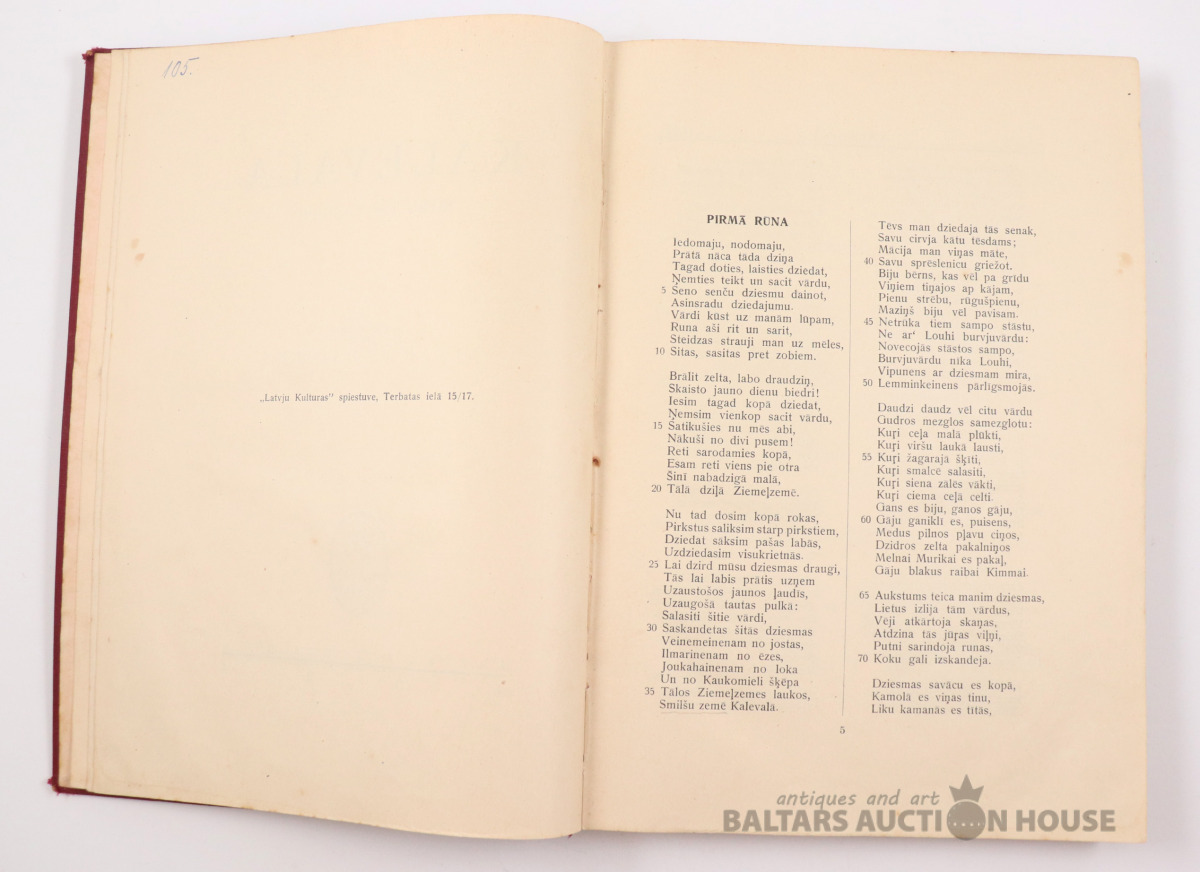 105.
„Latvju Kulturas" spiestuve, Terbatas ielā 15/17.
PIRMĀ RŪNA
Iedomaju, nodomaju,
Prātā nāca tāda dziņa
Tagad doties, laisties dziedat,
Ņemties teikt un sacit vārdu,
5 Seno senču dziesmu dainot,
Asinsradu dziedajumu.
Vārdi kūst uz manām lūpam,
Runa aši rit un sarit,
Steidzas strauji man uz mēles,
10 Sitas, sasitas pret zobiem.
Brālit zelta, labo draudziņ,
Skaisto jauno dienu biedri!
Iesim tagad kopā dziedat,
Ņemsim vienkop sacit vārdu,
15 Satikušies nu mēs abi,
Nākuši no divi pusem!
Reti sarodamies kopā,
Esam reti viens pie otra
Šinī nabadzigā malā,
20 Tālā dziļā Ziemeļzemē.
Nu tad dosim kopā rokas,
Pirkstus saliksim starp pirkstiem,
Dziedat sāksim pašas labās,
Uzdziedasim visukrietnās.
25 Lai dzird mūsu dziesmas draugi,
Tās lai labis prātis uzņem
Uzaustošos jaunos ļaudīs,
Uzaugošā tautas pulkā:
Salasiti šitie vārdi,
30 Saskandetas šitās dziesmas
Veinemeinenam no jostas,
Ilmarinenam no ēzes,
Joukahainenam no loka
Un no Kaukomieli šķēpa
35 Tālos Ziemeļzemes laukos,
Smilšu zemē Kalevalā.
Tēvs man dziedaja tās senak,
Savu cirvja kātu tēsdams;
Mācija man viņas māte,
40 Savu sprēslenicu griežot.
Biju bērns, kas vēl pa grīdu
Viņiem tiņajos ap kājam,
Pienu strēbu, rūgušpienu,
Maziņš biju vēl pavisam.
45 Netrūka tiem sampo stāstu,
Ne ar' Louhi burvjuvārdu:
Novecojās stāstos sampo,
Burvjuvārdu nīka Louhi,
Vipunens ar dziesmam mira,
50 Lemminkeinens pārlīgsmojās.
Daudzi daudz vēl citu vārdu
Gudros mezglos samezglotu:
Kuŗi ceļa malā plūkti,
Kuŗi viršu laukā lausti,
55 Kuŗi žagarajā šķīti,
Kuŗi smalcē salasiti,
Kuŗi siena zālēs vākti,
Kuŗi ciema ceļā celti.
Gans es biju, ganos gāju,
60 Gāju ganikli es, puisens,
Medus pilnos pļavu ciņos,
Dzidros zelta pakalniņos
Melnai Murikai es pakaļ,
Gāju blakus raibai Kimmai.
65 Aukstums teica manim dziesmas,
Lietus izlija tām vārdus,
Vēji atkārtoja skaņas,
Atdzina tās jūŗas viļņi,
Putni sarindoja runas,
70 Koku gali izskandeja.
Dziesmas savācu es kopā,
Kamolā es viņas tinu,
Liku kamanās es tītās,
5
antiques and art
BALTARS AUCTION HOUSE